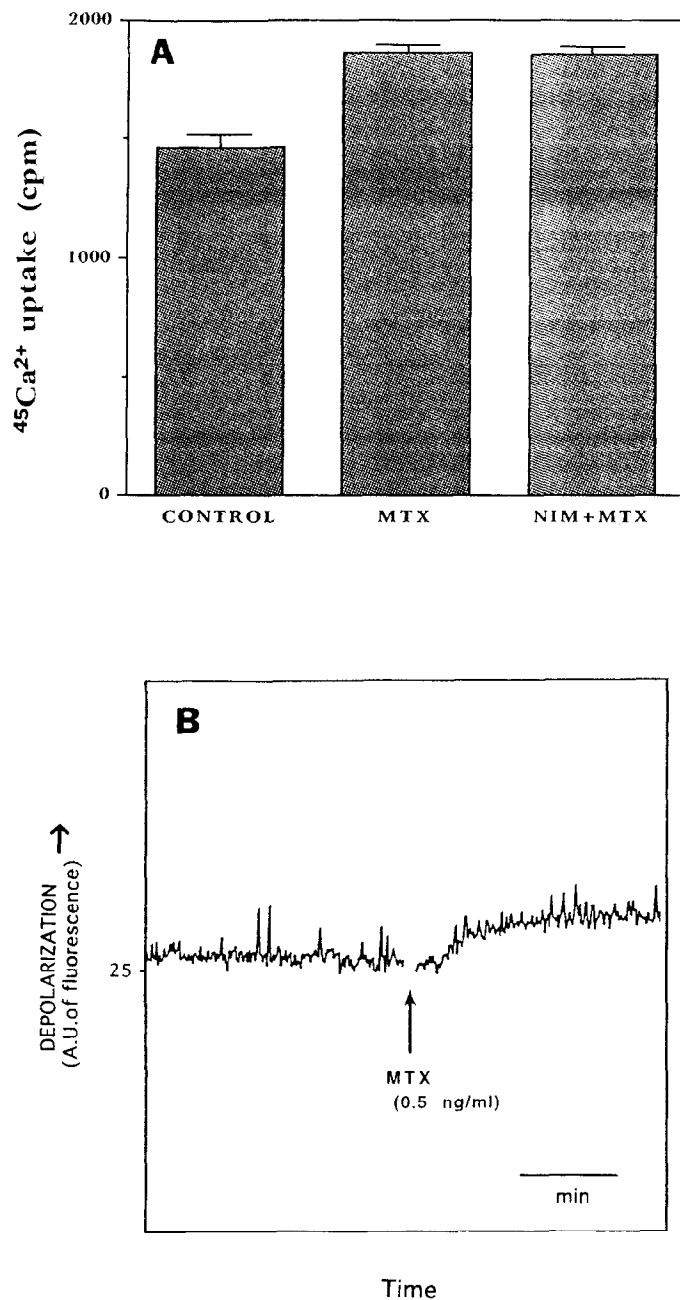 A
2000
1000
0
⁴⁵Ca²⁺ uptake (cpm)
CONTROL MTX NIM+MTX
B
DEPOLARIZATION →
(A.U.of fluorescence)
25
MTX
(0.5 ng/ml)
min
Time